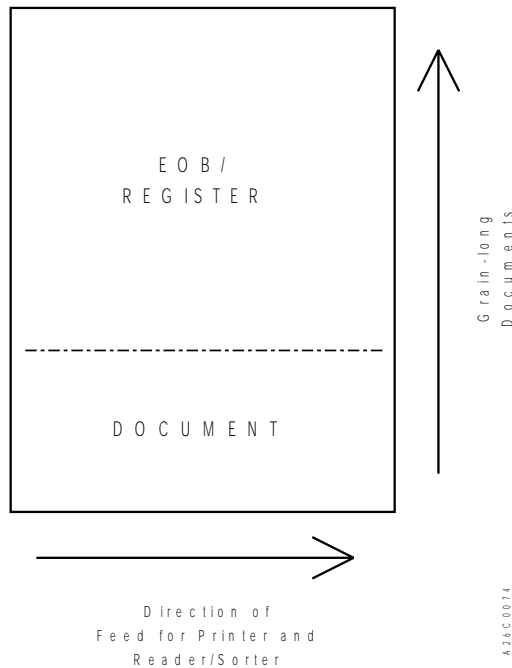 EOB/
REGISTER
DOCUMENT
Grain-long
Documents
Direction of
Feed for Printer and
Reader/Sorter
A26C0074